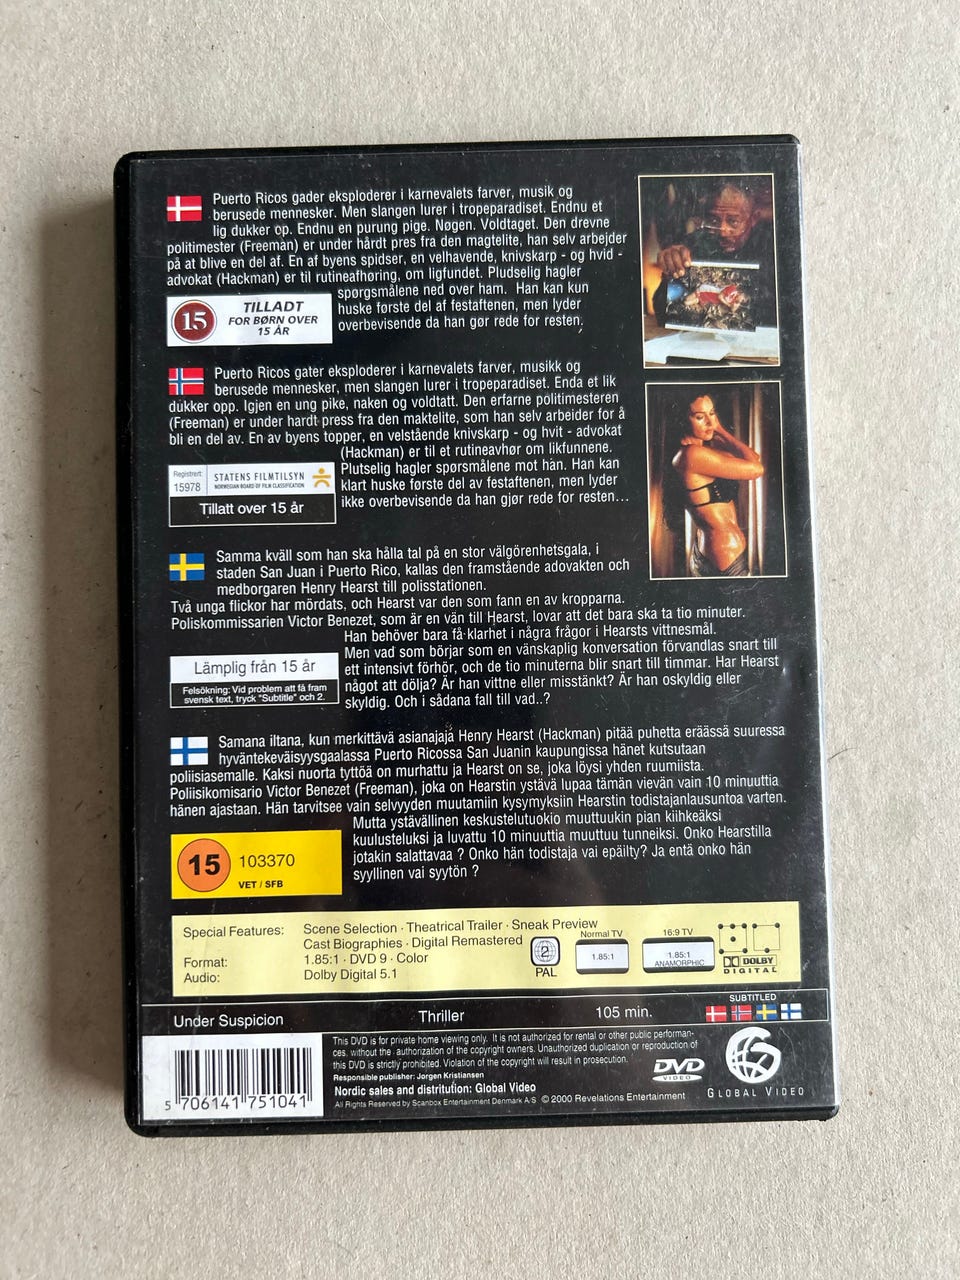 Puerto Ricos gader eksploderer i karnevalets farver, musik og
berusede mennesker. Men slangen lurer i tropeparadiset. Endnu et
lig dukker op. Endnu en purung pige. Nøgen. Voldtaget. Den drevne
politimester (Freeman) er under hårdt pres fra den magtelite, han selv arbejder
på at blive en del af. En af byens spidser, en velhavende, knivskarp - og hvid -
advokat (Hackman) er til rutineafhøring, om ligfundet. Pludselig hagler
spørgsmålene ned over ham. Han kan kun
huske første del af festaftenen, men lyder
overbevisende da han gør rede for resten.
15
TILLADT
FOR BØRN OVER
15 ÅR
Puerto Ricos gater eksploderer i karnevalets farver, musikk og
berusede mennesker, men slangen lurer i tropeparadiset. Enda et lik
dukker opp. Igjen en ung pike, naken og voldtatt. Den erfarne politimesteren
(Freeman) er under hardt press fra den maktelite, som han selv arbeider for å
bli en del av. En av byens topper, en velstående knivskarp - og hvit - advokat
(Hackman) er til et rutineavhør om likfunnene.
Plutselig hagler spørsmålene mot han. Han kan
klart huske første del av festaftenen, men lyder
ikke overbevisende da han gjør rede for resten...
Registrert:
15978
STATENS FILMTILSYN
NORWEGIAN BOARD OF FILM CLASSIFICATION
Tillatt over 15 år
Samma kväll som han ska hålla tal på en stor välgörenhetsgala, i
staden San Juan i Puerto Rico, kallas den framstående adovakten och
medborgaren Henry Hearst till polisstationen.
Två unga flickor har mördats, och Hearst var den som fann en av kropparna.
Poliskommissarien Victor Benezet, som är en vän till Hearst, lovar att det bara ska ta tio minuter.
Han behöver bara få klarhet i några frågor i Hearsts vittnesmål.
Men vad som börjar som en vänskaplig konversation förvandlas snart till
ett intensivt förhör, och de tio minuterna blir snart till timmar. Har Hearst
något att dölja? Är han vittne eller misstänkt? Är han oskyldig eller
skyldig. Och i sådana fall till vad..?
Lämplig från 15 år
Felsökning: Vid problem att få fram
svensk text, tryck "Subtitle" och 2.
Samana iltana, kun merkittävä asianajaja Henry Hearst (Hackman) pitää puhetta eräässä suuressa
hyväntekeväisyysgaalassa Puerto Ricossa San Juanin kaupungissa hänet kutsutaan
poliisiasemalle. Kaksi nuorta tyttöä on murhattu ja Hearst on se, joka löysi yhden ruumiista.
Poliisikomisario Victor Benezet (Freeman), joka on Hearstin ystävä lupaa tämän vievän vain 10 minuuttia
hänen ajastaan. Hän tarvitsee vain selvyyden muutamiin kysymyksiin Hearstin todistajanlausuntoa varten.
Mutta ystävällinen keskustelutuokio muuttuukin pian kiihkeäksi
kuulusteluksi ja luvattu 10 minuuttia muuttuu tunneiksi. Onko Hearstilla
jotakin salattavaa ? Onko hän todistaja vai epäilty? Ja entä onko hän
syyllinen vai syytön ?
15
103370
VET / SFB
Special Features: Scene Selection · Theatrical Trailer · Sneak Preview
Cast Biographies · Digital Remastered
Format: 1.85:1 · DVD 9 · Color
Audio: Dolby Digital 5.1
2
PAL
Normal TV
1.85:1
16:9 TV
1.85:1
ANAMORPHIC
DOLBY
DIGITAL
Under Suspicion
Thriller
105 min.
SUBTITLED
This DVD is for private home viewing only. It is not authorized for rental or other public performan-
ces, without the authorization of the copyright owners. Unauthorized duplication or reproduction of
this DVD is strictly prohibited. Violation of the copyright will result in prosecution.
Responsible publisher: Jorgen Kristiansen
Nordic sales and distritution: Global Video
All Rights Reserved by Scanbox Entertainment Denmark A/S © 2000 Revelations Entertainment
DVD
VIDEO
GLOBAL VIDEO
5 706141 751041